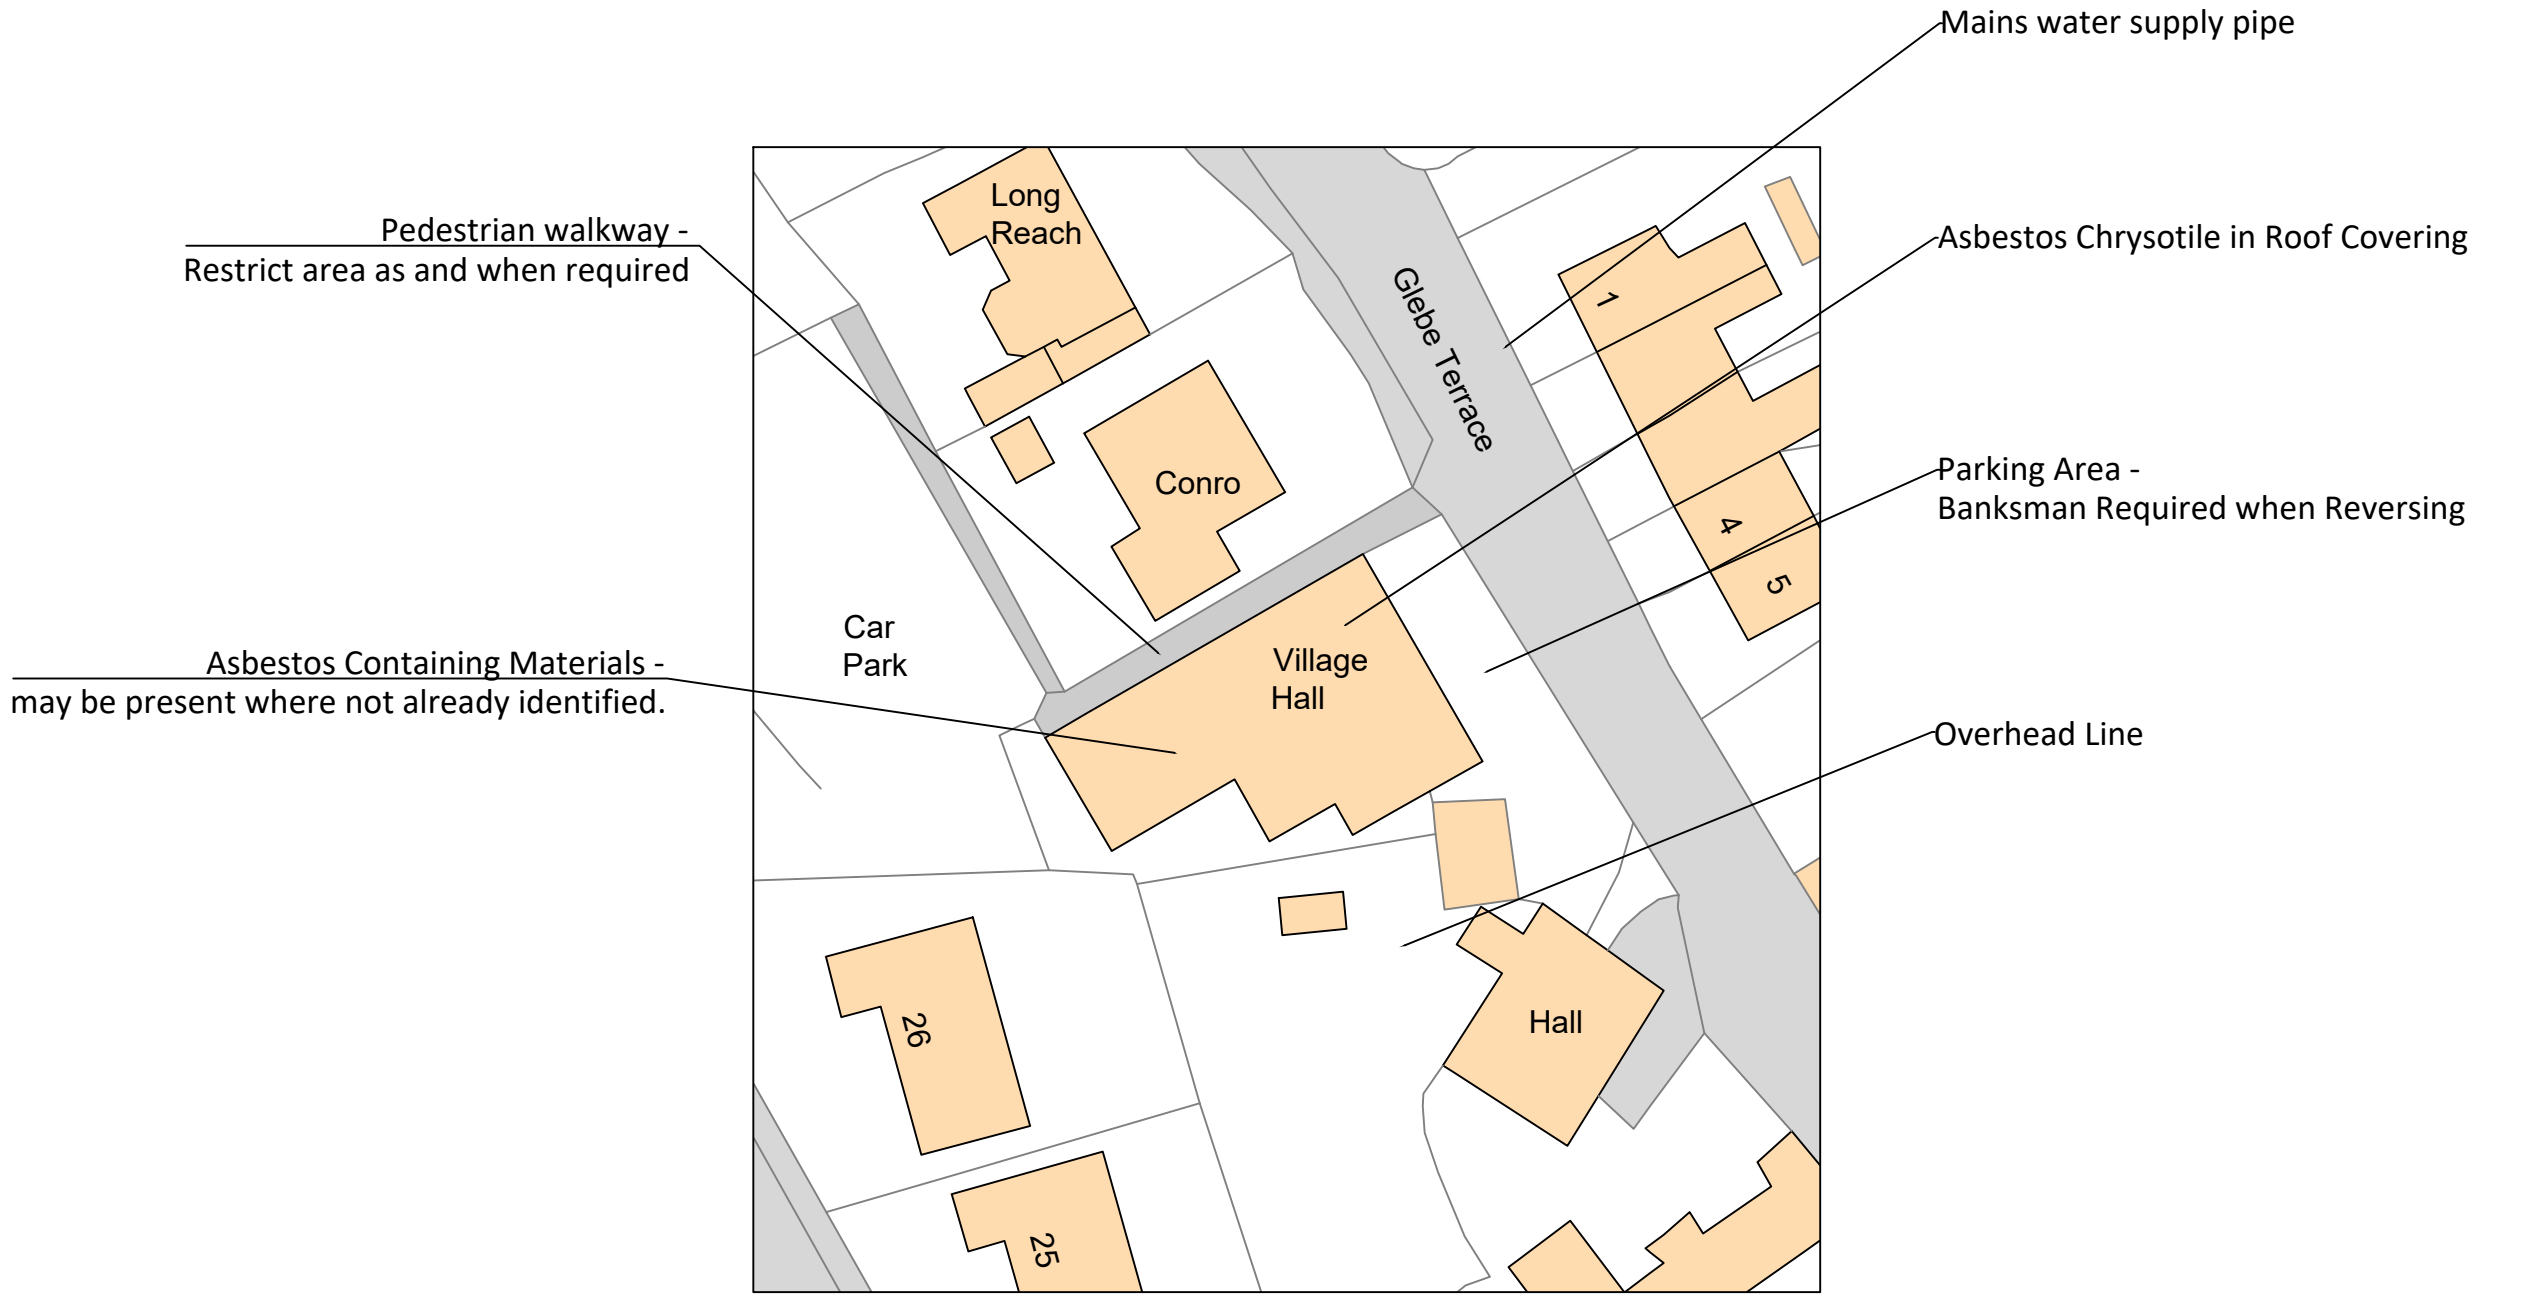 Mains water supply pipe
Long
Reach
Pedestrian walkway -
Restrict area as and when required
Asbestos Chrysotile in Roof Covering
1
Glebe Terrace
Conro
Parking Area -
Banksman Required when Reversing
4
5
Car
Park
Asbestos Containing Materials -
may be present where not already identified.
Village
Hall
Overhead Line
26
Hall
25